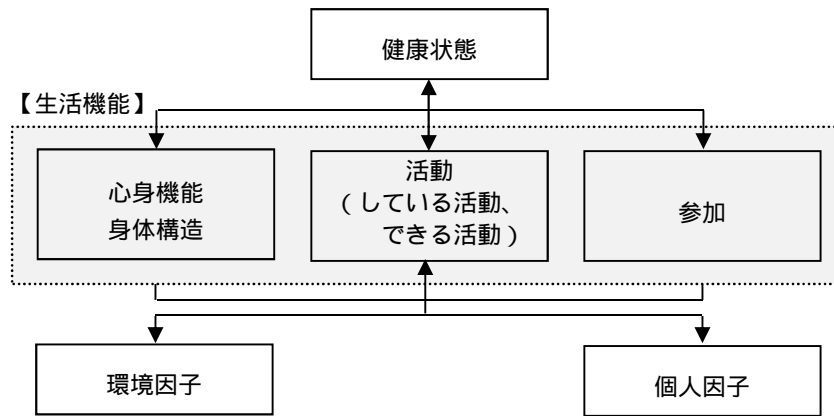 健康状態
【生活機能】
心身機能
身体構造
活動
(している活動、
できる活動)
参加
環境因子
個人因子